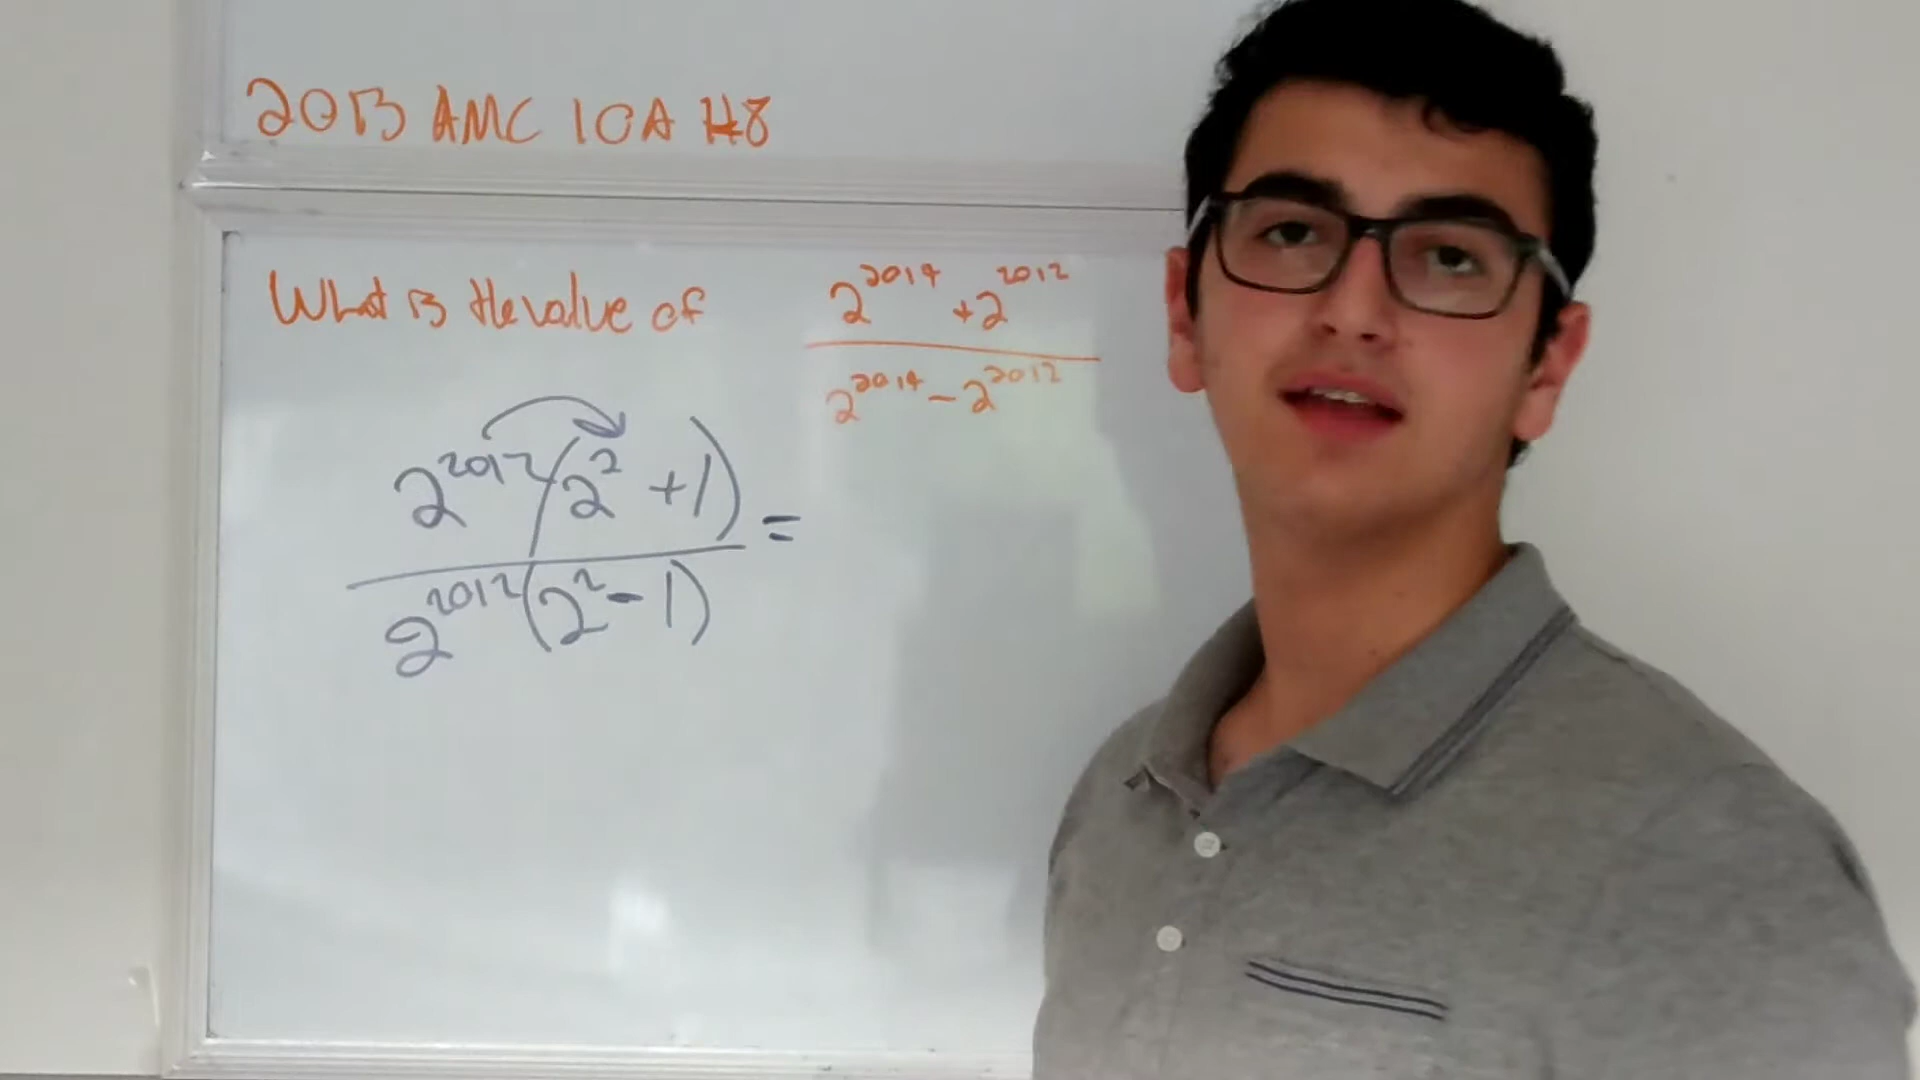 2013 AMC 10A #8
What is the value of
2^2014 + 2^2012
2^2014 - 2^2012
2^2012 (2^2 + 1) =
2^2012 (2^2 - 1)